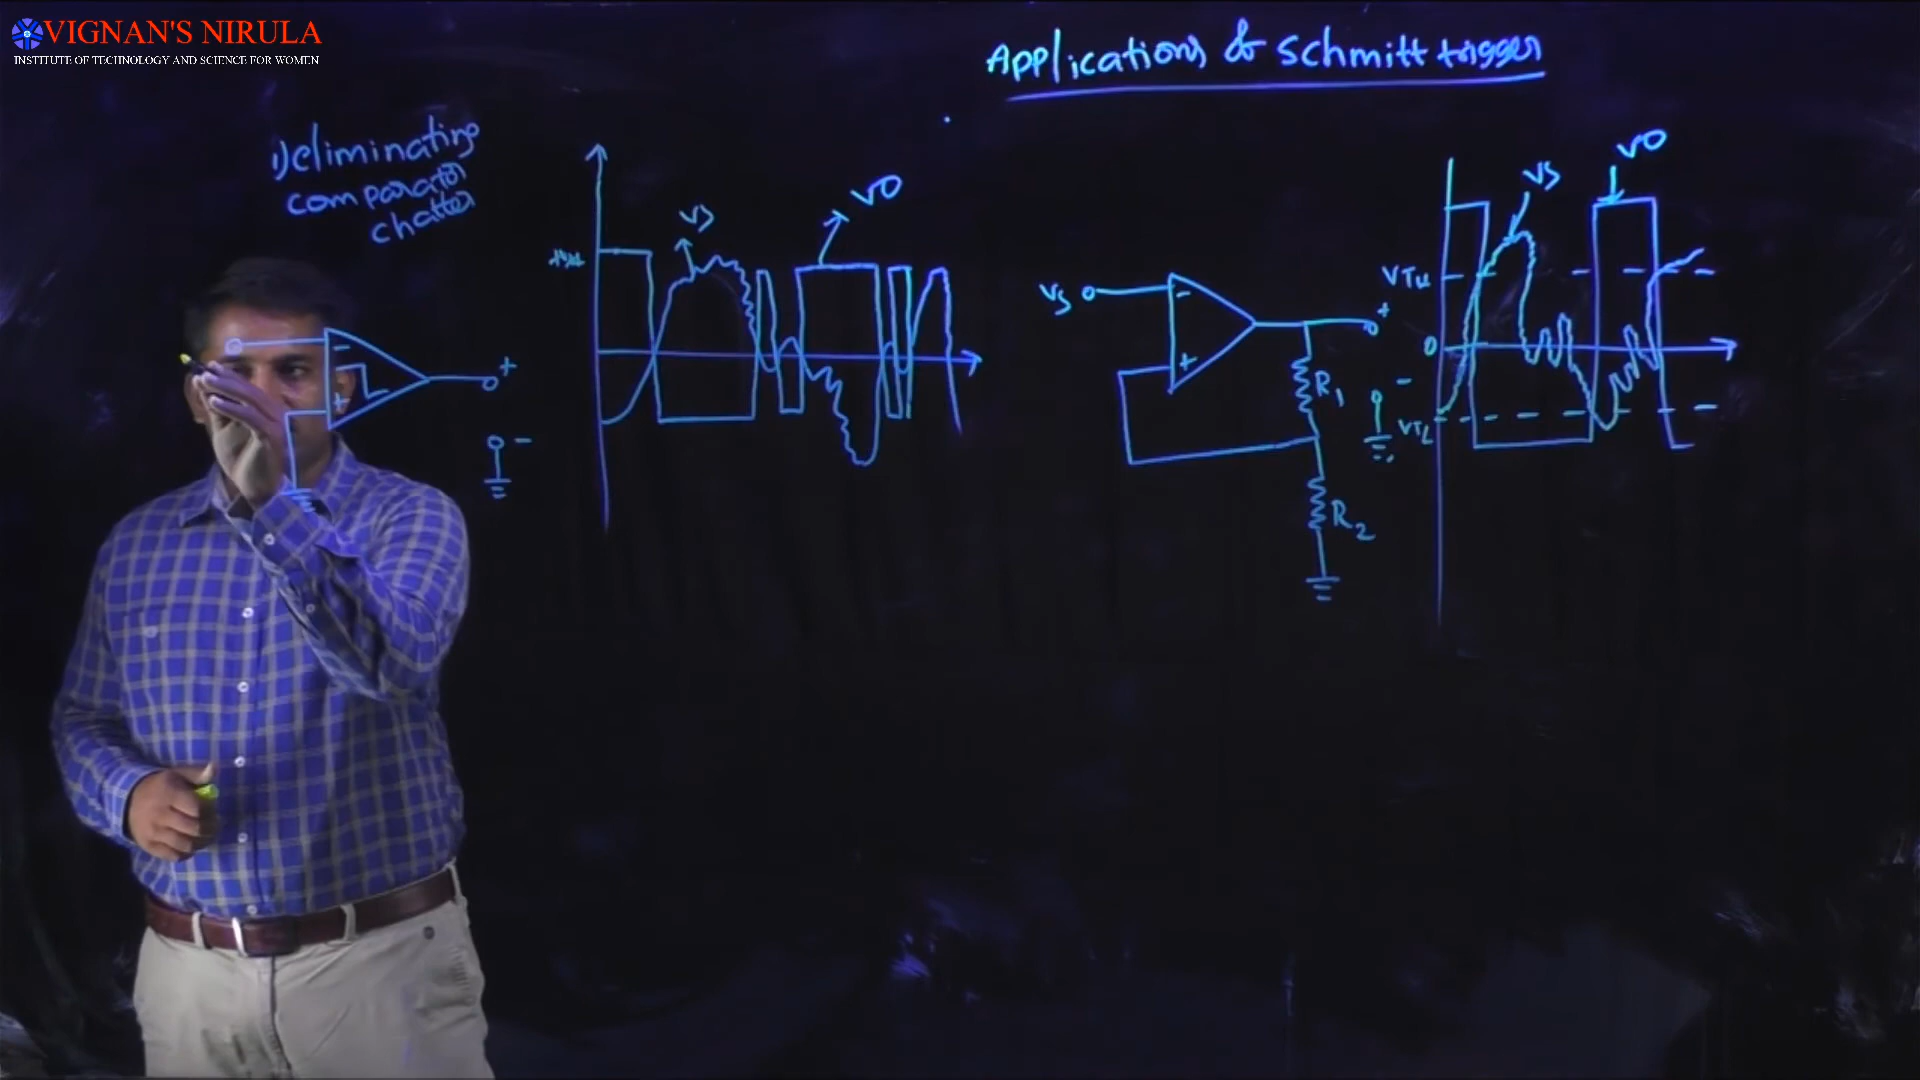 VIGNAN'S NIRULA
INSTITUTE OF TECHNOLOGY AND SCIENCE FOR WOMEN
Applications of Schmitt trigger
1) eliminating
comparator
chatter
VS
VO
-
+
+
-
VS
-
+
+
-
R1
R2
VS
VO
VTU
0
VTL